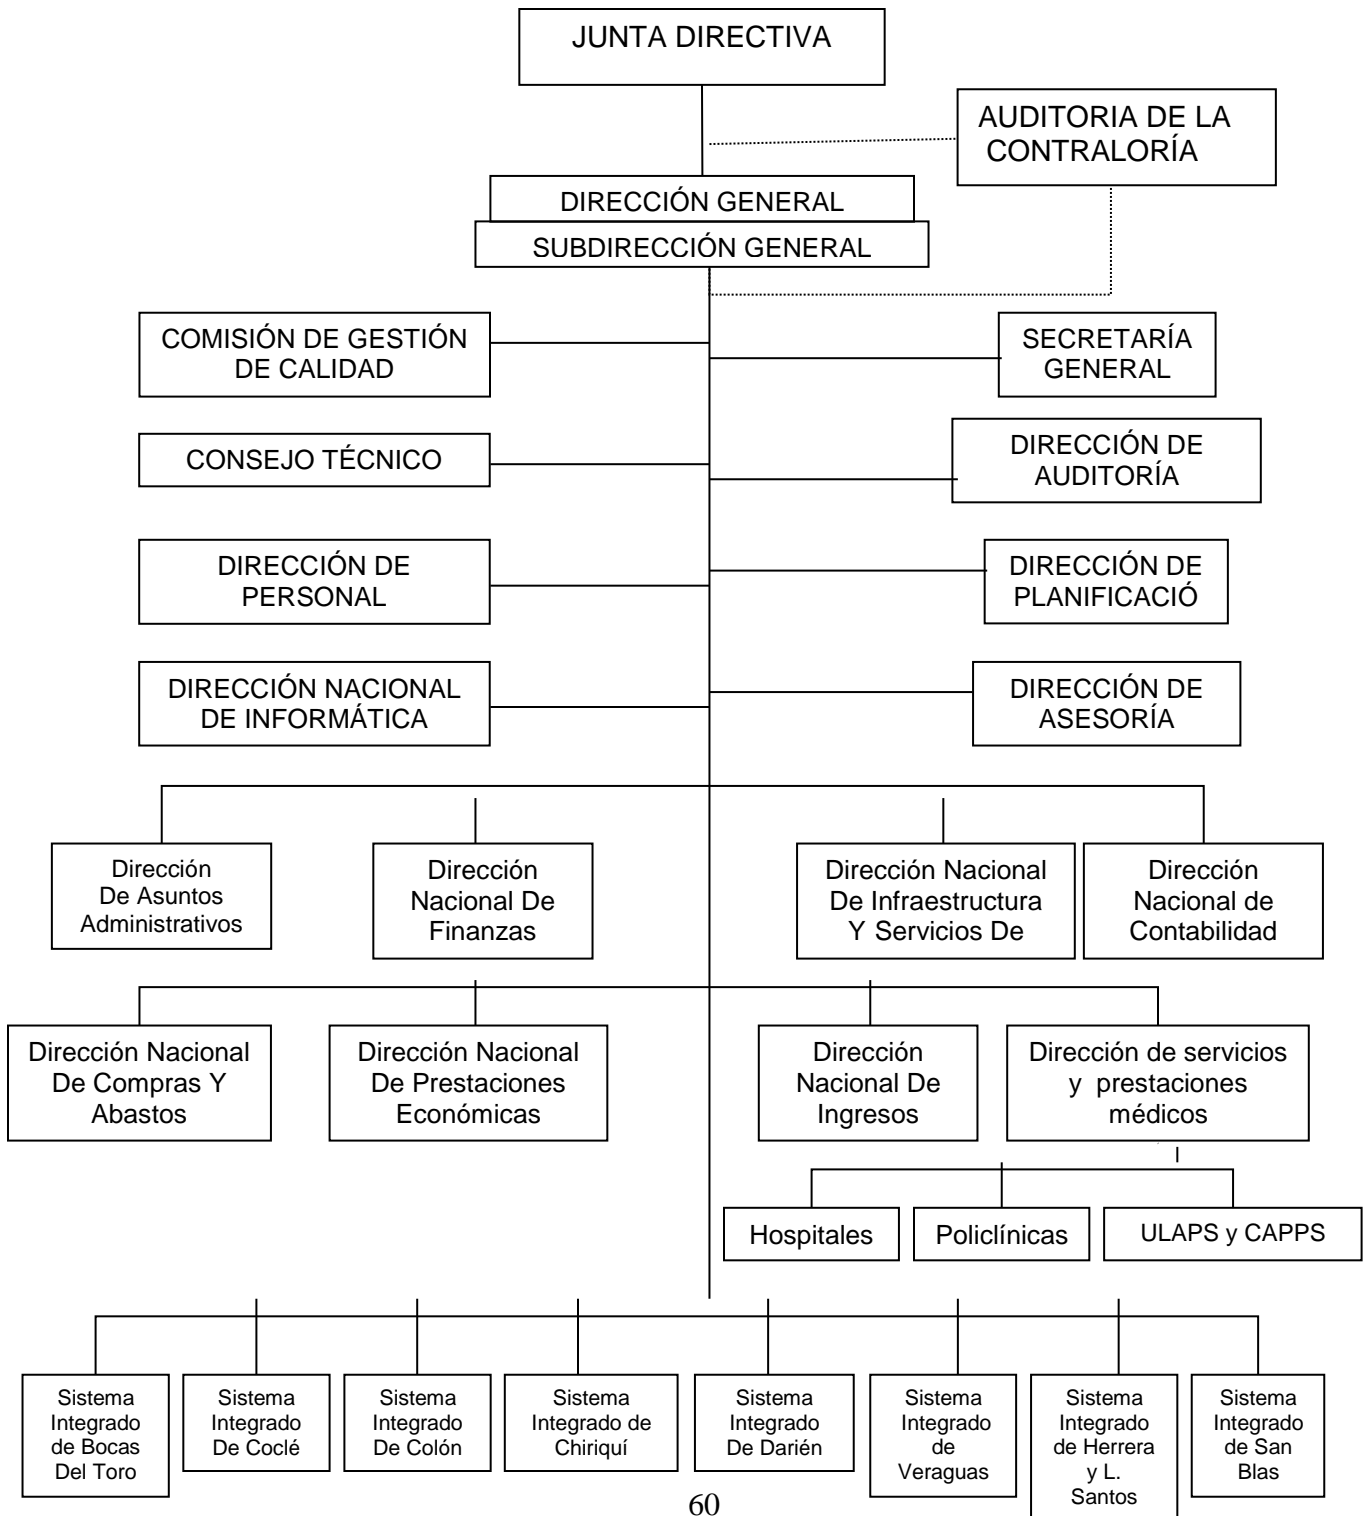 JUNTA DIRECTIVA
AUDITORIA DE LA
CONTRALORÍA
DIRECCIÓN GENERAL
SUBDIRECCIÓN GENERAL
COMISIÓN DE GESTIÓN
DE CALIDAD
SECRETARÍA
GENERAL
CONSEJO TÉCNICO
DIRECCIÓN DE
AUDITORÍA
DIRECCIÓN DE
PERSONAL
DIRECCIÓN DE
PLANIFICACIÓ
DIRECCIÓN NACIONAL
DE INFORMÁTICA
DIRECCIÓN DE
ASESORÍA
Dirección
De Asuntos
Administrativos
Dirección
Nacional De
Finanzas
Dirección Nacional
De Infraestructura
Y Servicios De
Dirección
Nacional de
Contabilidad
Dirección Nacional
De Compras Y
Abastos
Dirección Nacional
De Prestaciones
Económicas
Dirección
Nacional De
Ingresos
Dirección de servicios
y prestaciones
médicos
Hospitales
Policlínicas
ULAPS y CAPPS
Sistema
Integrado
de Bocas
Del Toro
Sistema
Integrado
De Coclé
Sistema
Integrado
De Colón
Sistema
Integrado de
Chiriquí
Sistema
Integrado
De Darién
Sistema
Integrado
de
Veraguas
Sistema
Integrado
de Herrera
y L.
Santos
Sistema
Integrado
de San
Blas
60